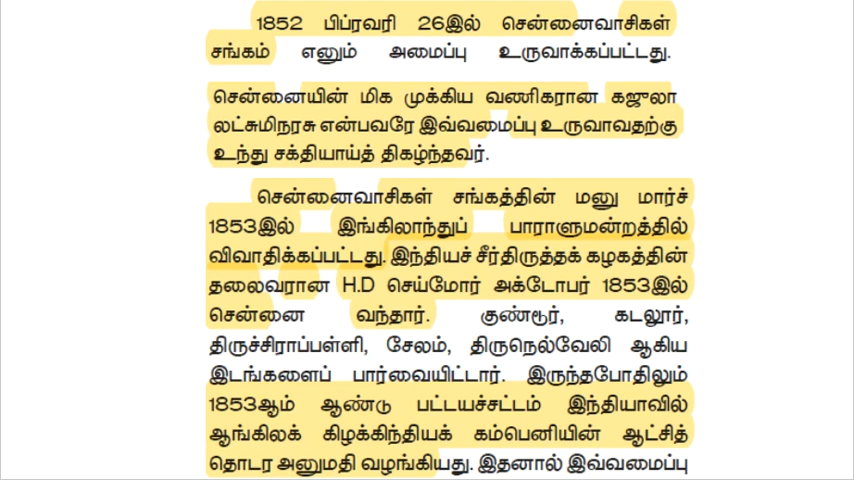 1852 பிப்ரவரி 26இல் சென்னைவாசிகள்
சங்கம் எனும் அமைப்பு உருவாக்கப்பட்டது.
சென்னையின் மிக முக்கிய வணிகரான கஜுலா
லட்சுமிநரசு என்பவரே இவ்வமைப்பு உருவாவதற்கு
உந்து சக்தியாய்த் திகழ்ந்தவர்.
சென்னைவாசிகள் சங்கத்தின் மனு மார்ச்
1853இல் இங்கிலாந்துப் பாராளுமன்றத்தில்
விவாதிக்கப்பட்டது. இந்தியச் சீர்திருத்தக் கழகத்தின்
தலைவரான H.D செய்மோர் அக்டோபர் 1853இல்
சென்னை வந்தார். குண்டூர், கடலூர்,
திருச்சிராப்பள்ளி, சேலம், திருநெல்வேலி ஆகிய
இடங்களைப் பார்வையிட்டார். இருந்தபோதிலும்
1853ஆம் ஆண்டு பட்டயச்சட்டம் இந்தியாவில்
ஆங்கிலக் கிழக்கிந்தியக் கம்பெனியின் ஆட்சித்
தொடர அனுமதி வழங்கியது. இதனால் இவ்வமைப்பு